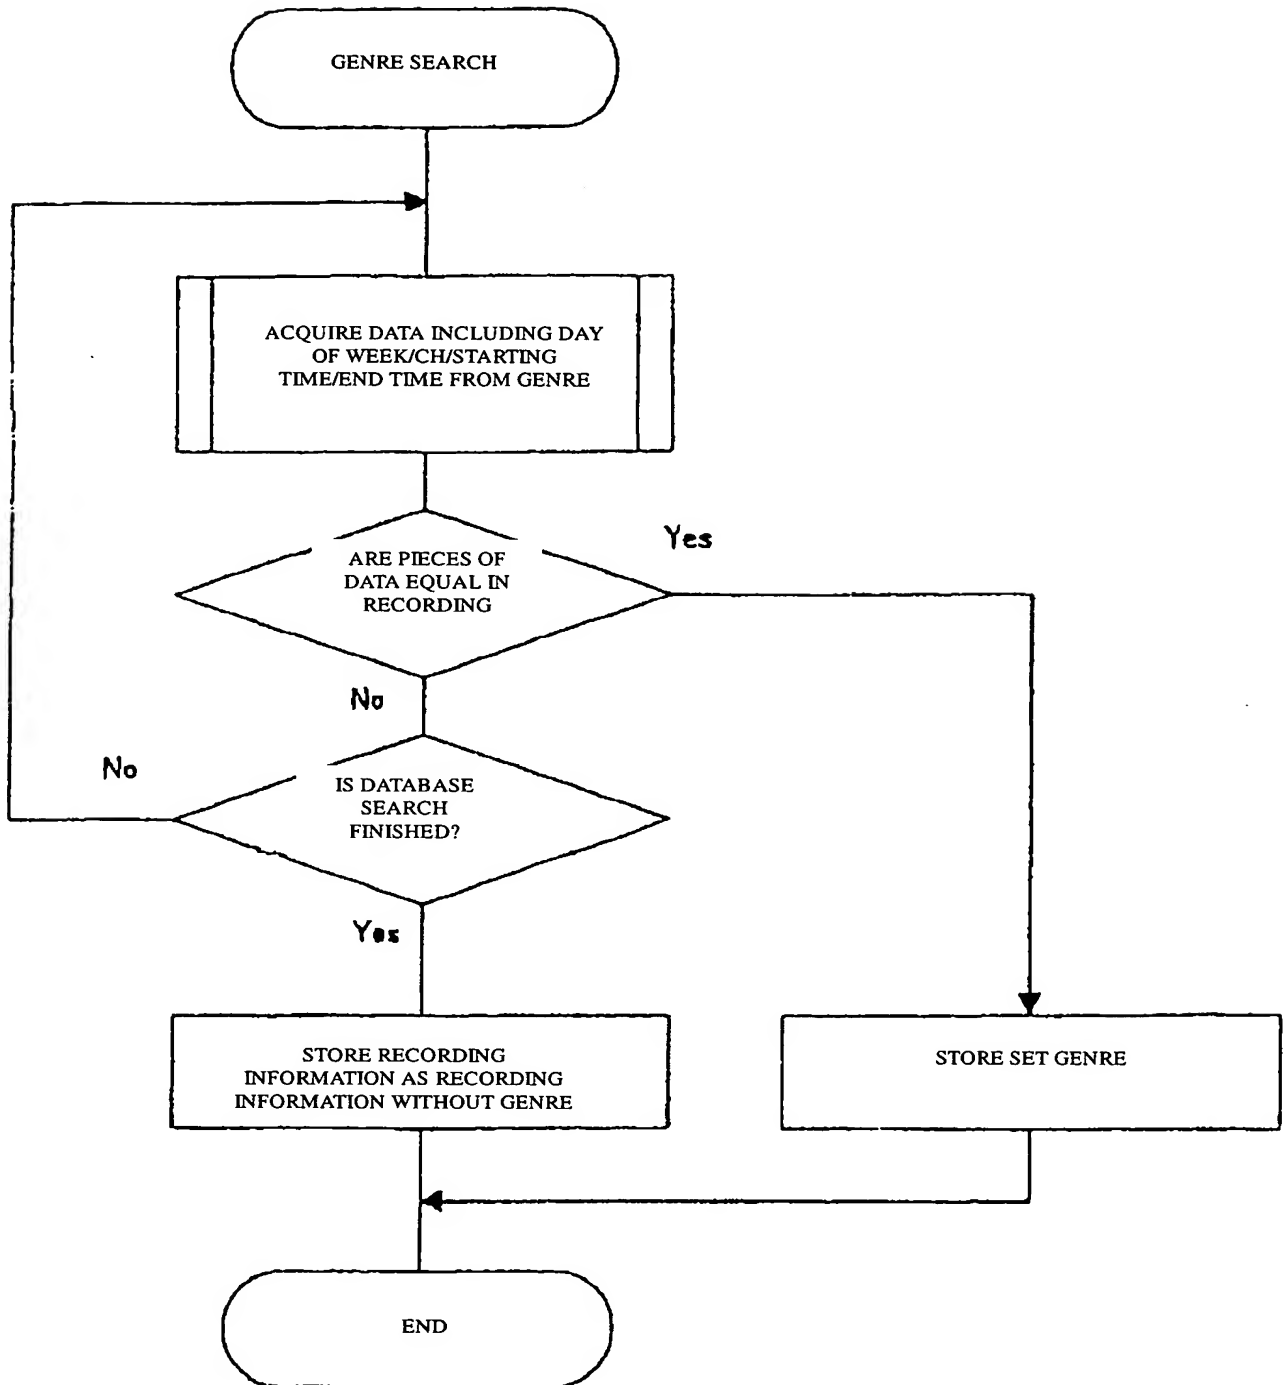 GENRE SEARCH
ACQUIRE DATA INCLUDING DAY
OF WEEK/CH/STARTING
TIME/END TIME FROM GENRE
Yes
ARE PIECES OF
DATA EQUAL IN
RECORDING
No
No
IS DATABASE
SEARCH
FINISHED?
Yes
STORE RECORDING
INFORMATION AS RECORDING
INFORMATION WITHOUT GENRE
STORE SET GENRE
END